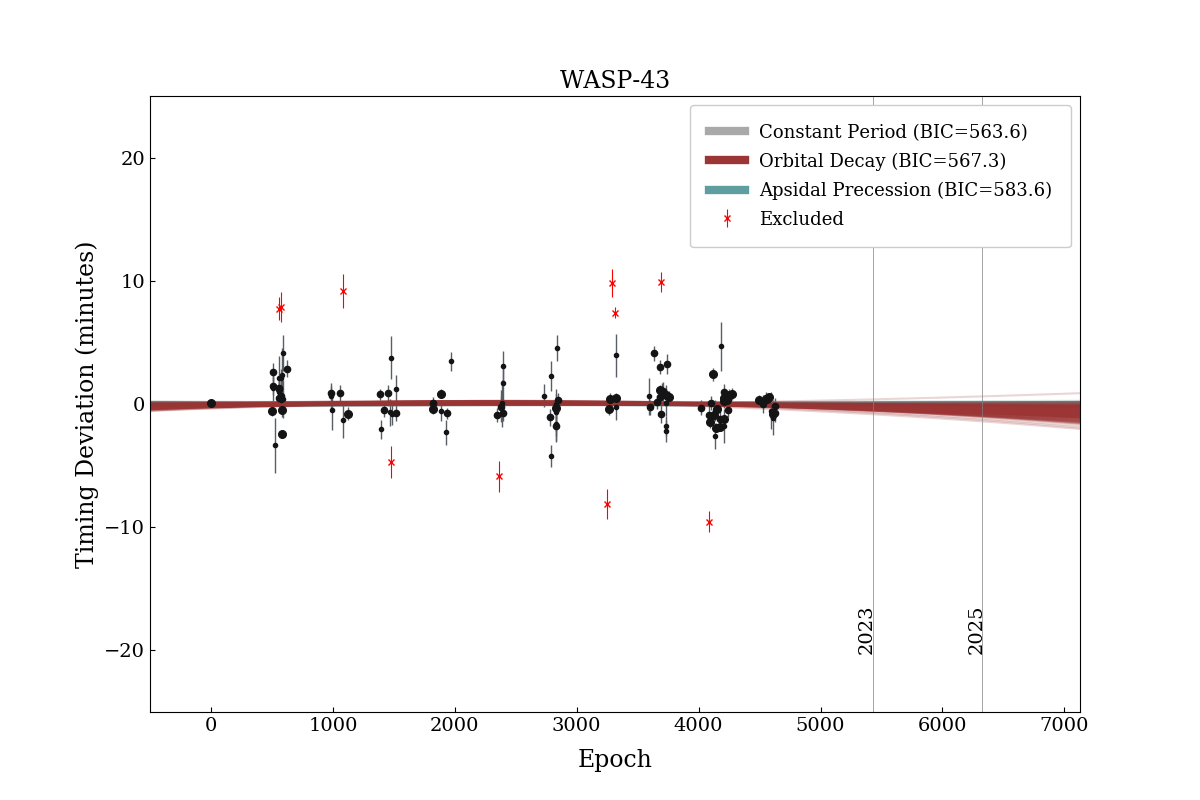 WASP-43
Constant Period (BIC=563.6)
Orbital Decay (BIC=567.3)
Apsidal Precession (BIC=583.6)
Excluded
Timing Deviation (minutes)
20
10
0
−10
−20
2023
2025
0 1000 2000 3000 4000 5000 6000 7000
Epoch